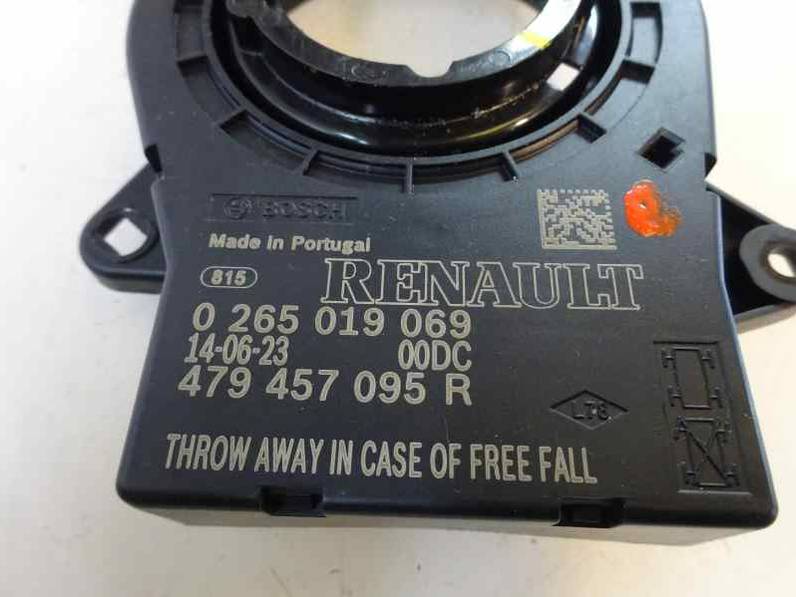 BOSCH
Made in Portugal
815
RENAULT
0 265 019 069
14-06-23 00DC
479 457 095 R
L78
THROW AWAY IN CASE OF FREE FALL